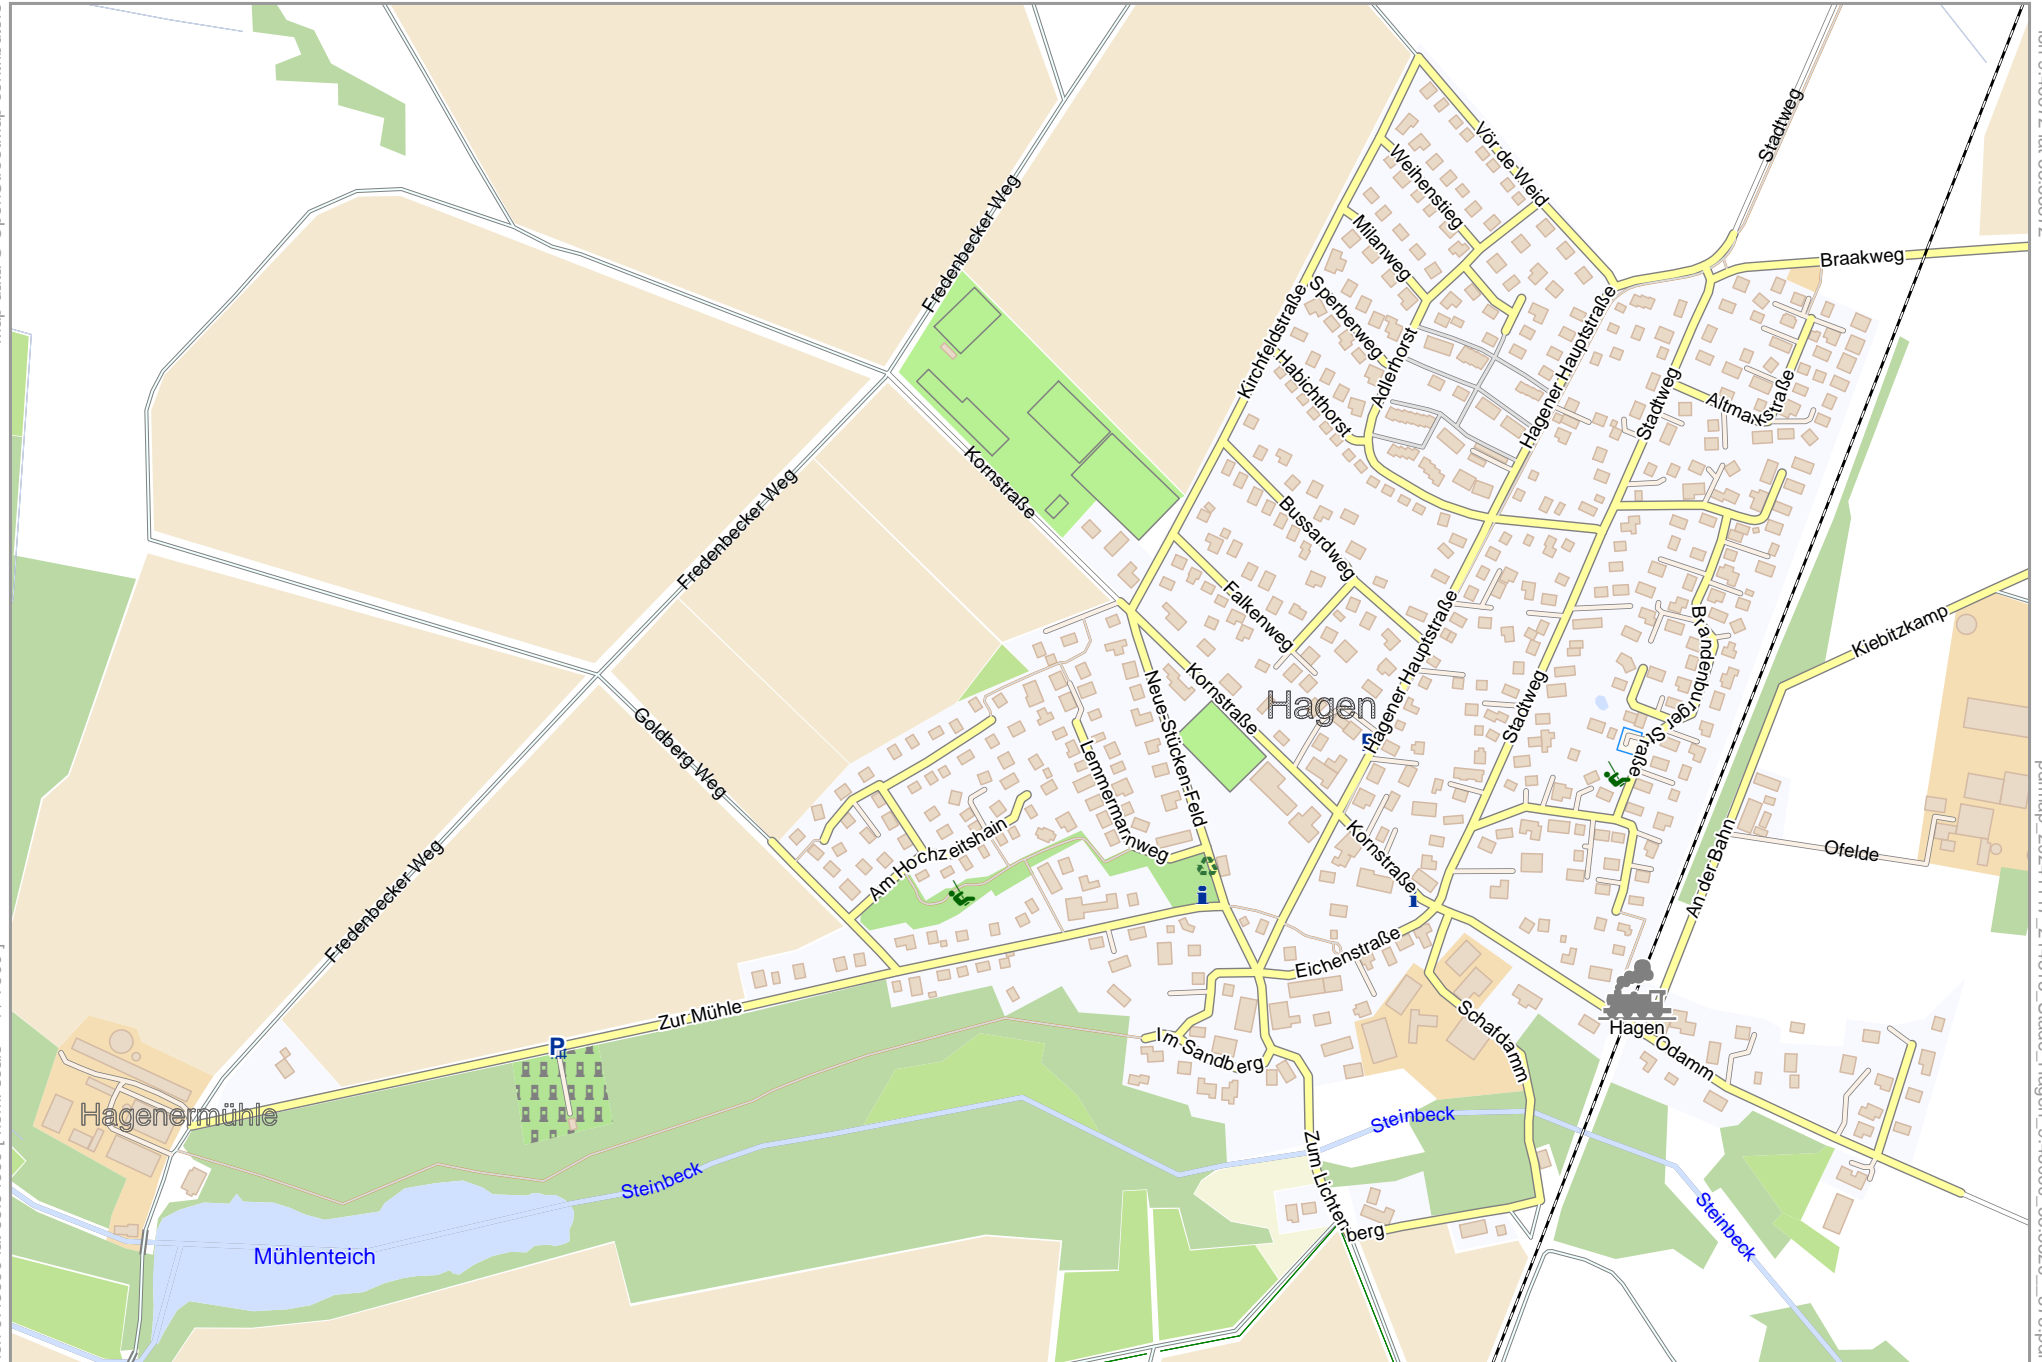 Stadtweg
Vör de Weid
Weihenstieg
Fredenbecker Weg
Milanweg
Braakweg
Sperberweg
Kirchfeldstraße
Hagener Hauptstraße
Habichthorst
Adlerhorst
Stadtweg
Altmarkstraße
Kornstraße
Fredenbecker Weg
Bussardweg
Falkenweg
Hagener Hauptstraße
Brandenburger Straße
Kiebitzkamp
Kornstraße
Neue-Stücken-Feld
Hagen
Stadtweg
Goldberg Weg
Lemmermannweg
Am Hochzeitshain
Kornstraße
An der Bahn
Ofelde
Fredenbecker Weg
Eichenstraße
Zur Mühle
P
Schafdamm
Im Sandberg
Hagen
Odamm
Hagenermühle
Steinbeck
Zum Lichtenberg
Steinbeck
Steinbeck
Mühlenteich